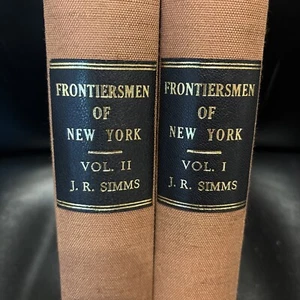 FRONTIERSMEN
OF
NEW YORK
VOL. II
J. R. SIMMS
FRONTIERSMEN
OF
NEW YORK
VOL. I
J. R. SIMMS